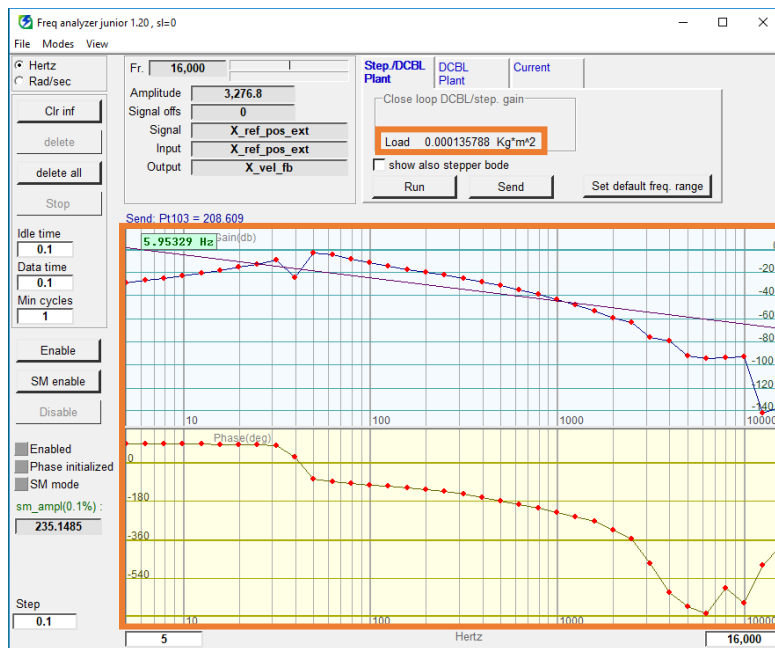 Freq analyzer junior 1.20 , sl=0
File Modes View
Hertz
Rad/sec
Clr inf
delete
delete all
Stop
Idle time
0.1
Data time
0.1
Min cycles
1
Enable
SM enable
Disable
Enabled
Phase initialized
SM mode
sm_ampl(0.1%) :
235.1485
Step
0.1
Fr. 16,000
Amplitude 3,276.8
Signal offs 0
Signal X_ref_pos_ext
Input X_ref_pos_ext
Output X_vel_fb
Step./DCBL Plant
DCBL Plant
Current
Close loop DCBL/step. gain
Load 0.000135788 Kg*m^2
show also stepper bode
Run
Send
Set default freq. range
Send: Pt103 = 208.609
5.95329 Hz
Gain(db)
0
-20
-40
-60
-80
-100
-120
-140
10 100 1000 10000
Phase(deg)
0
-180
-360
-540
10 100 1000 10000
5 Hertz 16,000